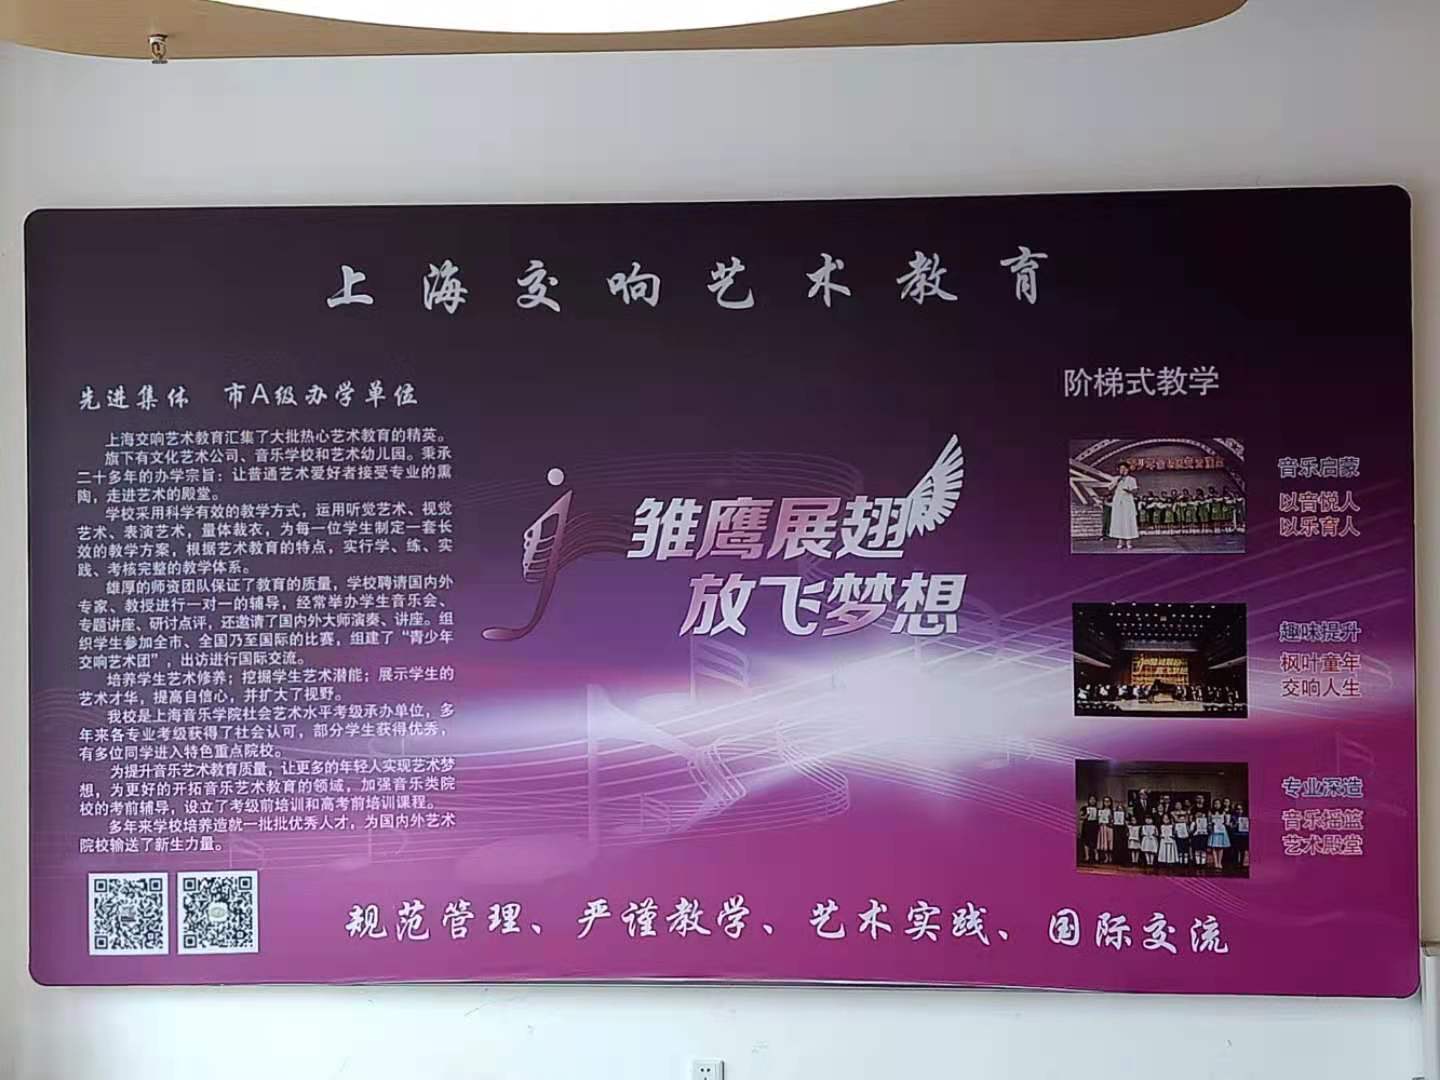 上海交响艺术教育
先进集体 市A级办学单位
上海交响艺术教育汇集了大批热心艺术教育的精英。
旗下有文化艺术公司、音乐学校和艺术幼儿园。秉承
二十多年的办学宗旨：让普通艺术爱好者接受专业的熏
陶，走进艺术的殿堂。
学校采用科学有效的教学方式，运用听觉艺术、视觉
艺术、表演艺术，量体裁衣，为每一位学生制定一套长
效的教学方案，根据艺术教育的特点，实行学、练、实
践、考核完整的教学体系。
雄厚的师资团队保证了教育的质量，学校聘请国内外
专家、教授进行一对一的辅导，经常举办学生音乐会、
专题讲座、研讨点评，还邀请了国内外大师演奏、讲座。组
织学生参加全市、全国乃至国际的比赛，组建了“青少年
交响艺术团”，出访进行国际交流。
培养学生艺术修养；挖掘学生艺术潜能；展示学生的
艺术才华，提高自信心，并扩大了视野。
我校是上海音乐学院社会艺术水平考级承办单位，多
年来各专业考级获得了社会认可，部分学生获得优秀，
有多位同学进入特色重点院校。
为提升音乐艺术教育质量，让更多的年轻人实现艺术梦
想，为更好的开拓音乐艺术教育的领域，加强音乐类院
校的考前辅导，设立了考级前培训和高考前培训课程。
多年来学校培养造就一批批优秀人才，为国内外艺术
院校输送了新生力量。
雏鹰展翅
放飞梦想
阶梯式教学
音乐启蒙
以音悦人
以乐育人
趣味提升
枫叶童年
交响人生
专业深造
音乐摇篮
艺术殿堂
规范管理、严谨教学、艺术实践、国际交流